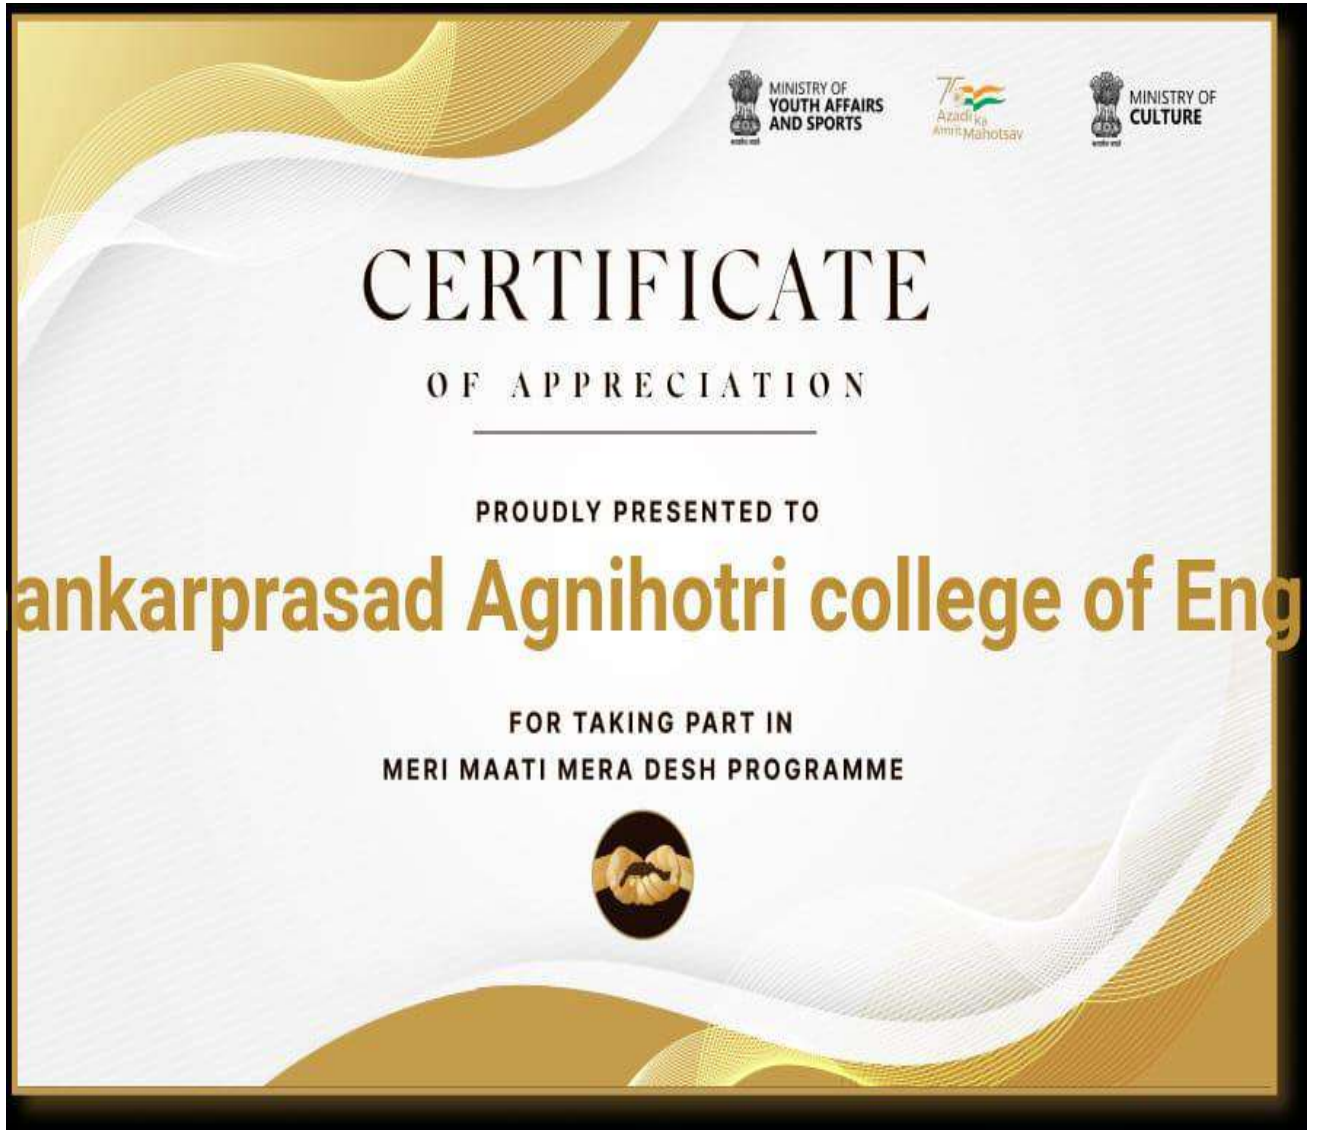 MINISTRY OF
YOUTH AFFAIRS
AND SPORTS
75
Azadi Ka
Amrit Mahotsav
MINISTRY OF
CULTURE
CERTIFICATE
OF APPRECIATION
PROUDLY PRESENTED TO
ankarprasad Agnihotri college of Eng
FOR TAKING PART IN
MERI MAATI MERA DESH PROGRAMME